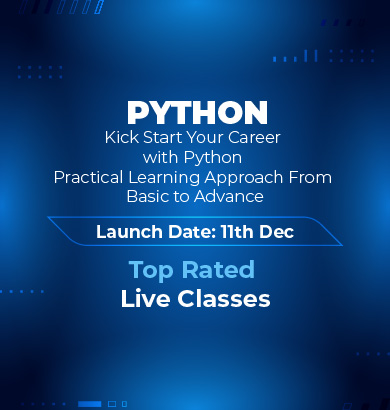 PYTHON
Kick Start Your Career
with Python
Practical Learning Approach From
Basic to Advance
Launch Date: 11th Dec
Top Rated
Live Classes